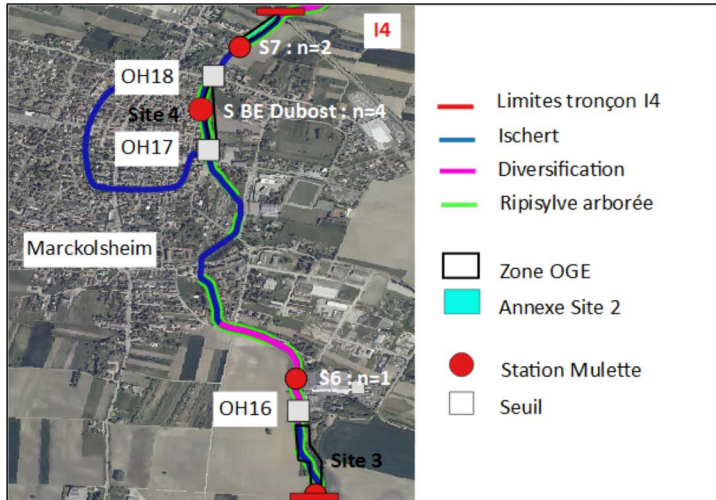 I4
S7 : n=2
OH18
Site 4
S BE Dubost : n=4
OH17
Marckolsheim
S6 : n=1
OH16
Site 3
Limites tronçon I4
Ischert
Diversification
Ripisylve arborée
Zone OGE
Annexe Site 2
Station Mulette
Seuil